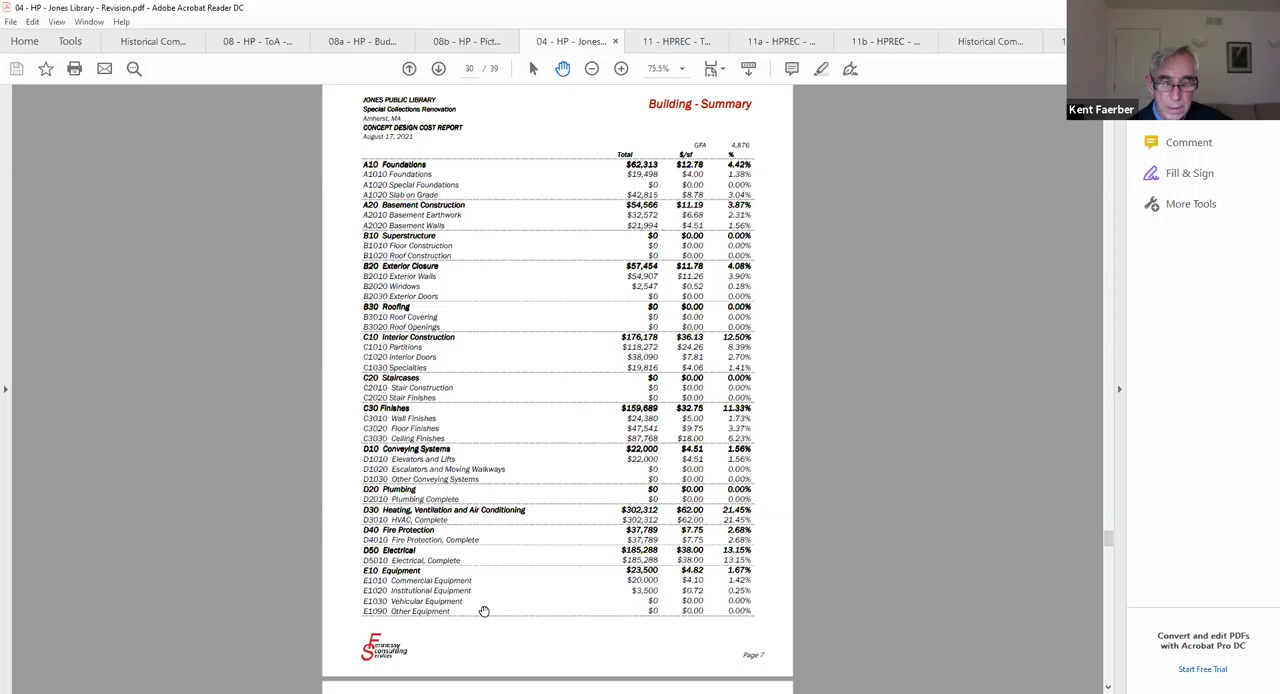 04 - HP - Jones Library - Revision.pdf - Adobe Acrobat Reader DC
File Edit View Window Help
Home Tools Historical Com... 08 - HP - ToA -... 08a - HP - Bud... 08b - HP - Pict... 04 - HP - Jones... × 11 - HPREC - T... 11a - HPREC - ... 11b - HPREC - ... Historical Com... 1
30 / 39 75.5%
Kent Faerber
Comment
Fill & Sign
More Tools
Convert and edit PDFs
with Acrobat Pro DC
Start Free Trial
JONES PUBLIC LIBRARY
Special Collections Renovation
Amherst, MA
CONCEPT DESIGN COST REPORT
August 17, 2021
Building - Summary
GFA 4,876
Total $/sf %
A10 Foundations $62,313 $12.78 4.42%
A1010 Foundations $19,498 $4.00 1.38%
A1020 Special Foundations $0 $0.00 0.00%
A1020 Slab on Grade $42,815 $8.78 3.04%
A20 Basement Construction $54,566 $11.19 3.87%
A2010 Basement Earthwork $32,572 $6.68 2.31%
A2020 Basement Walls $21,994 $4.51 1.56%
B10 Superstructure $0 $0.00 0.00%
B1010 Floor Construction $0 $0.00 0.00%
B1020 Roof Construction $0 $0.00 0.00%
B20 Exterior Closure $57,454 $11.78 4.08%
B2010 Exterior Walls $54,907 $11.26 3.90%
B2020 Windows $2,547 $0.52 0.18%
B2030 Exterior Doors $0 $0.00 0.00%
B30 Roofing $0 $0.00 0.00%
B3010 Roof Covering $0 $0.00 0.00%
B3020 Roof Openings $0 $0.00 0.00%
C10 Interior Construction $176,178 $36.13 12.50%
C1010 Partitions $118,272 $24.26 8.39%
C1020 Interior Doors $38,090 $7.81 2.70%
C1030 Specialties $19,816 $4.06 1.41%
C20 Staircases $0 $0.00 0.00%
C2010 Stair Construction $0 $0.00 0.00%
C2020 Stair Finishes $0 $0.00 0.00%
C30 Finishes $159,689 $32.75 11.33%
C3010 Wall Finishes $24,380 $5.00 1.73%
C3020 Floor Finishes $47,541 $9.75 3.37%
C3030 Ceiling Finishes $87,768 $18.00 6.23%
D10 Conveying Systems $22,000 $4.51 1.56%
D1010 Elevators and Lifts $22,000 $4.51 1.56%
D1020 Escalators and Moving Walkways $0 $0.00 0.00%
D1030 Other Conveying Systems $0 $0.00 0.00%
D20 Plumbing $0 $0.00 0.00%
D2010 Plumbing Complete $0 $0.00 0.00%
D30 Heating, Ventilation and Air Conditioning $302,312 $62.00 21.45%
D3010 HVAC, Complete $302,312 $62.00 21.45%
D40 Fire Protection $37,789 $7.75 2.68%
D4010 Fire Protection, Complete $37,789 $7.75 2.68%
D50 Electrical $185,288 $38.00 13.15%
D5010 Electrical, Complete $185,288 $38.00 13.15%
E10 Equipment $23,500 $4.82 1.67%
E1010 Commercial Equipment $20,000 $4.10 1.42%
E1020 Institutional Equipment $3,500 $0.72 0.25%
E1030 Vehicular Equipment $0 $0.00 0.00%
E1090 Other Equipment $0 $0.00 0.00%
Fennessy
Consulting
Services
Page 7